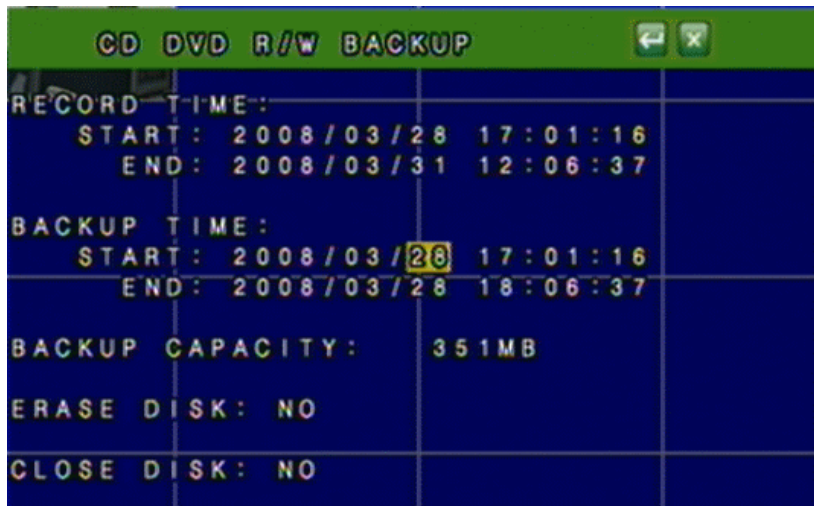 CD DVD R/W BACKUP
RECORD TIME:
START: 2008/03/28 17:01:16
END: 2008/03/31 12:06:37
BACKUP TIME:
START: 2008/03/28 17:01:16
END: 2008/03/28 18:06:37
BACKUP CAPACITY: 351MB
ERASE DISK: NO
CLOSE DISK: NO